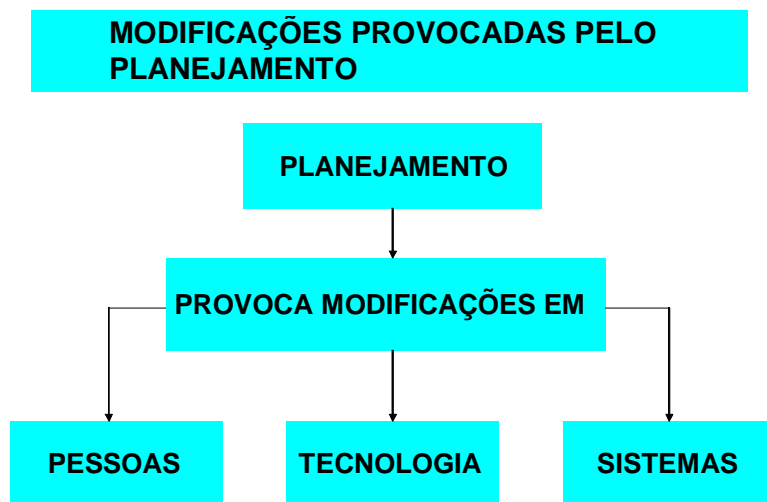 MODIFICAÇÕES PROVOCADAS PELO
PLANEJAMENTO
PLANEJAMENTO
PROVOCA MODIFICAÇÕES EM
PESSOAS
TECNOLOGIA
SISTEMAS